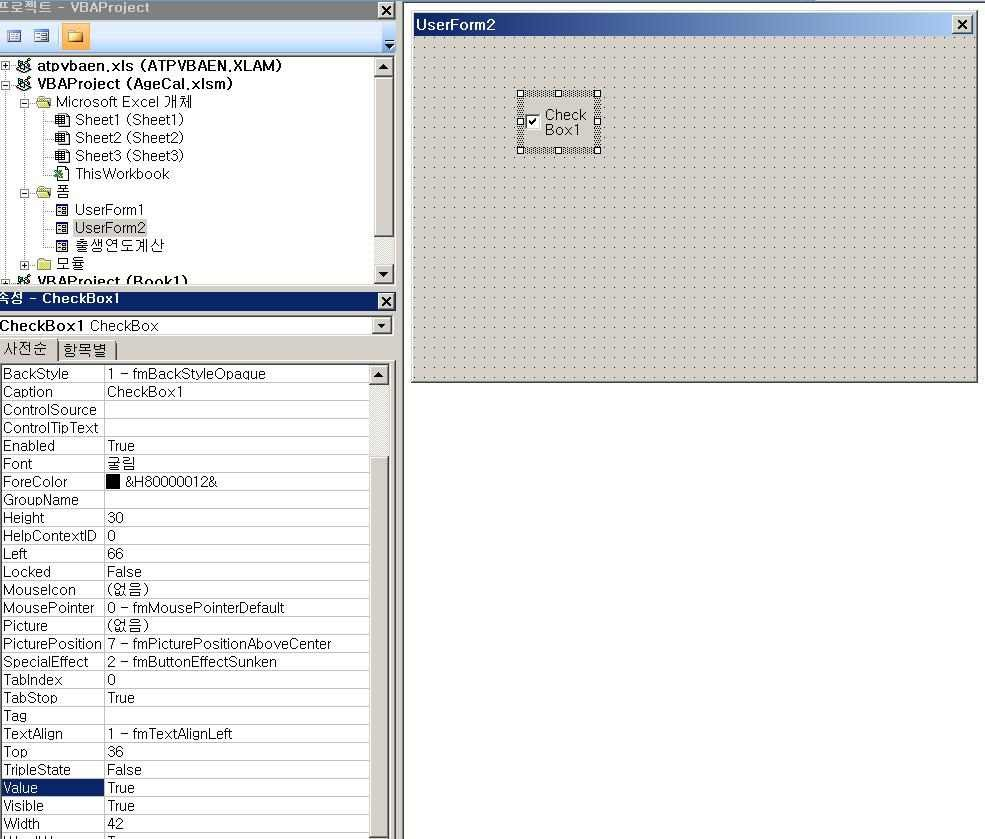 프로젝트 - VBAProject
atpvbaen.xls (ATPVBAEN.XLAM)
VBAProject (AgeCal.xlsm)
Microsoft Excel 개체
Sheet1 (Sheet1)
Sheet2 (Sheet2)
Sheet3 (Sheet3)
ThisWorkbook
폼
UserForm1
UserForm2
출생연도계산
모듈
VBAProject (Book1)
속성 - CheckBox1
CheckBox1 CheckBox
사전순 항목별
BackStyle 1 - fmBackStyleOpaque
Caption CheckBox1
ControlSource
ControlTipText
Enabled True
Font 굴림
ForeColor &H80000012&
GroupName
Height 30
HelpContextID 0
Left 66
Locked False
MouseIcon (없음)
MousePointer 0 - fmMousePointerDefault
Picture (없음)
PicturePosition 7 - fmPicturePositionAboveCenter
SpecialEffect 2 - fmButtonEffectSunken
TabIndex 0
TabStop True
Tag
TextAlign 1 - fmTextAlignLeft
Top 36
TripleState False
Value True
Visible True
Width 42
UserForm2
Check
Box1